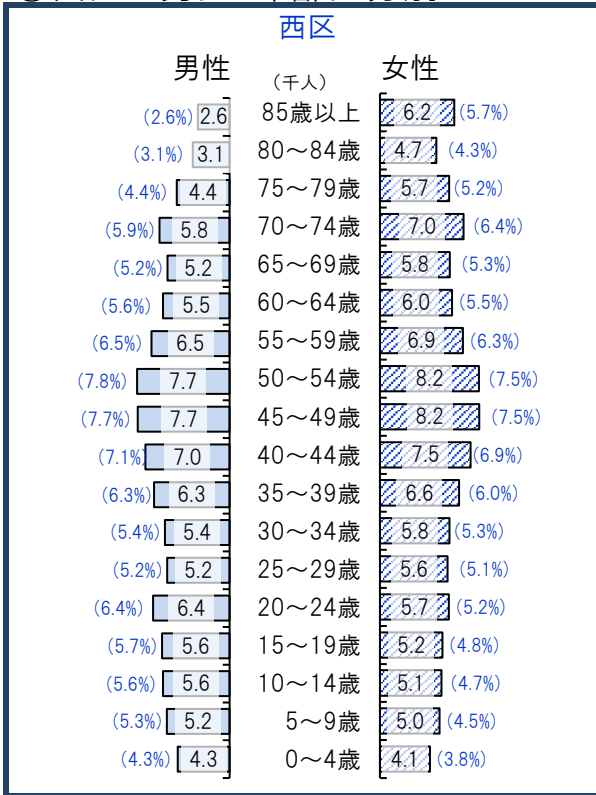 西区
男性 (千人) 女性
(2.6%) 2.6 85歳以上 6.2 (5.7%)
(3.1%) 3.1 80～84歳 4.7 (4.3%)
(4.4%) 4.4 75～79歳 5.7 (5.2%)
(5.9%) 5.8 70～74歳 7.0 (6.4%)
(5.2%) 5.2 65～69歳 5.8 (5.3%)
(5.6%) 5.5 60～64歳 6.0 (5.5%)
(6.5%) 6.5 55～59歳 6.9 (6.3%)
(7.8%) 7.7 50～54歳 8.2 (7.5%)
(7.7%) 7.7 45～49歳 8.2 (7.5%)
(7.1%) 7.0 40～44歳 7.5 (6.9%)
(6.3%) 6.3 35～39歳 6.6 (6.0%)
(5.4%) 5.4 30～34歳 5.8 (5.3%)
(5.2%) 5.2 25～29歳 5.6 (5.1%)
(6.4%) 6.4 20～24歳 5.7 (5.2%)
(5.7%) 5.6 15～19歳 5.2 (4.8%)
(5.6%) 5.6 10～14歳 5.1 (4.7%)
(5.3%) 5.2 5～9歳 5.0 (4.5%)
(4.3%) 4.3 0～4歳 4.1 (3.8%)